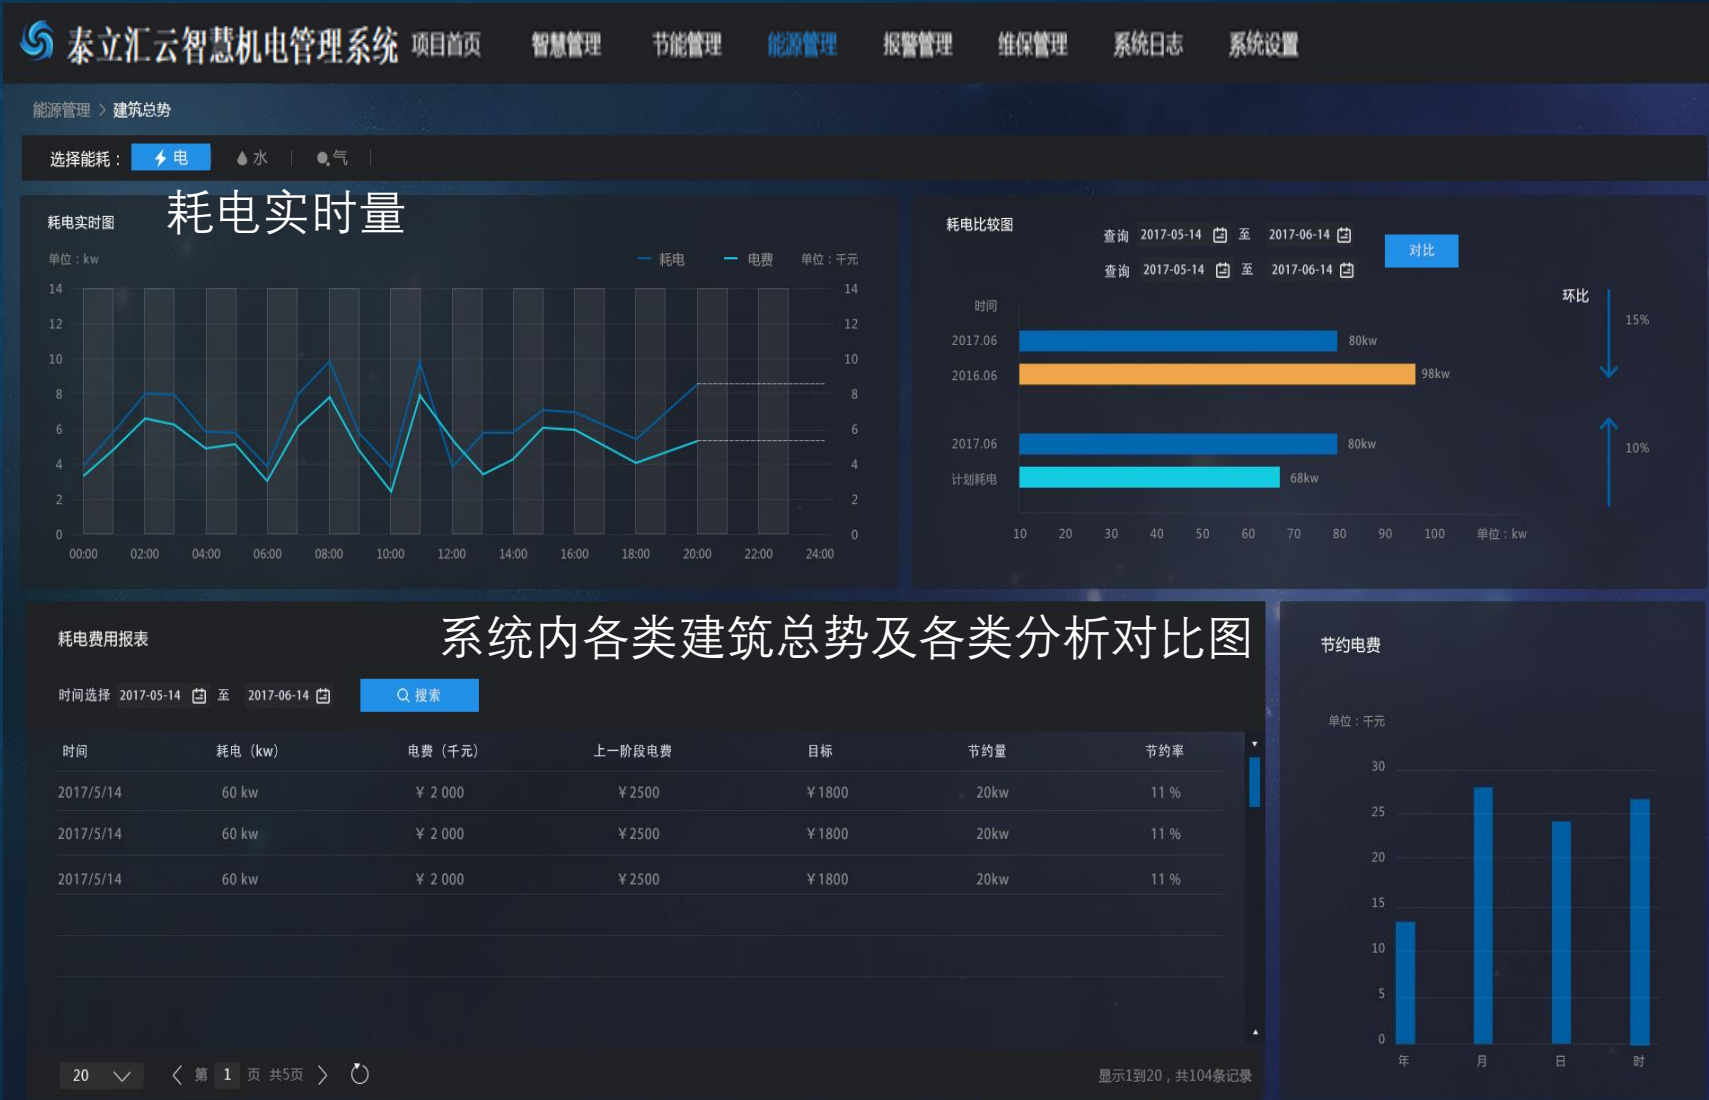 泰立汇云智慧机电管理系统 项目首页 智慧管理 节能管理 能源管理 报警管理 维保管理 系统日志 系统设置
能源管理 > 建筑总势
选择能耗： 电 水 | 气 |
耗电实时图 耗电实时量
单位：kw 耗电 电费 单位：千元
14 14
12 12
10 10
8 8
6 6
4 4
2 2
0 0
00:00 02:00 04:00 06:00 08:00 10:00 12:00 14:00 16:00 18:00 20:00 22:00 24:00
耗电比较图
查询 2017-05-14 至 2017-06-14
查询 2017-05-14 至 2017-06-14
对比
时间
2017.06 80kw
2016.06 98kw
2017.06 80kw
计划耗电 68kw
10 20 30 40 50 60 70 80 90 100 单位：kw
环比
15%
10%
耗电费用报表 系统内各类建筑总势及各类分析对比图
时间选择 2017-05-14 至 2017-06-14 搜索
时间 耗电（kw） 电费（千元） 上一阶段电费 目标 节约量 节约率
2017/5/14 60 kw ￥ 2 000 ￥2500 ￥1800 20kw 11 %
2017/5/14 60 kw ￥ 2 000 ￥2500 ￥1800 20kw 11 %
2017/5/14 60 kw ￥ 2 000 ￥2500 ￥1800 20kw 11 %
20 第 1 页 共5页 显示1到20，共104条记录
节约电费
单位：千元
30
25
20
15
10
5
0
年 月 日 时